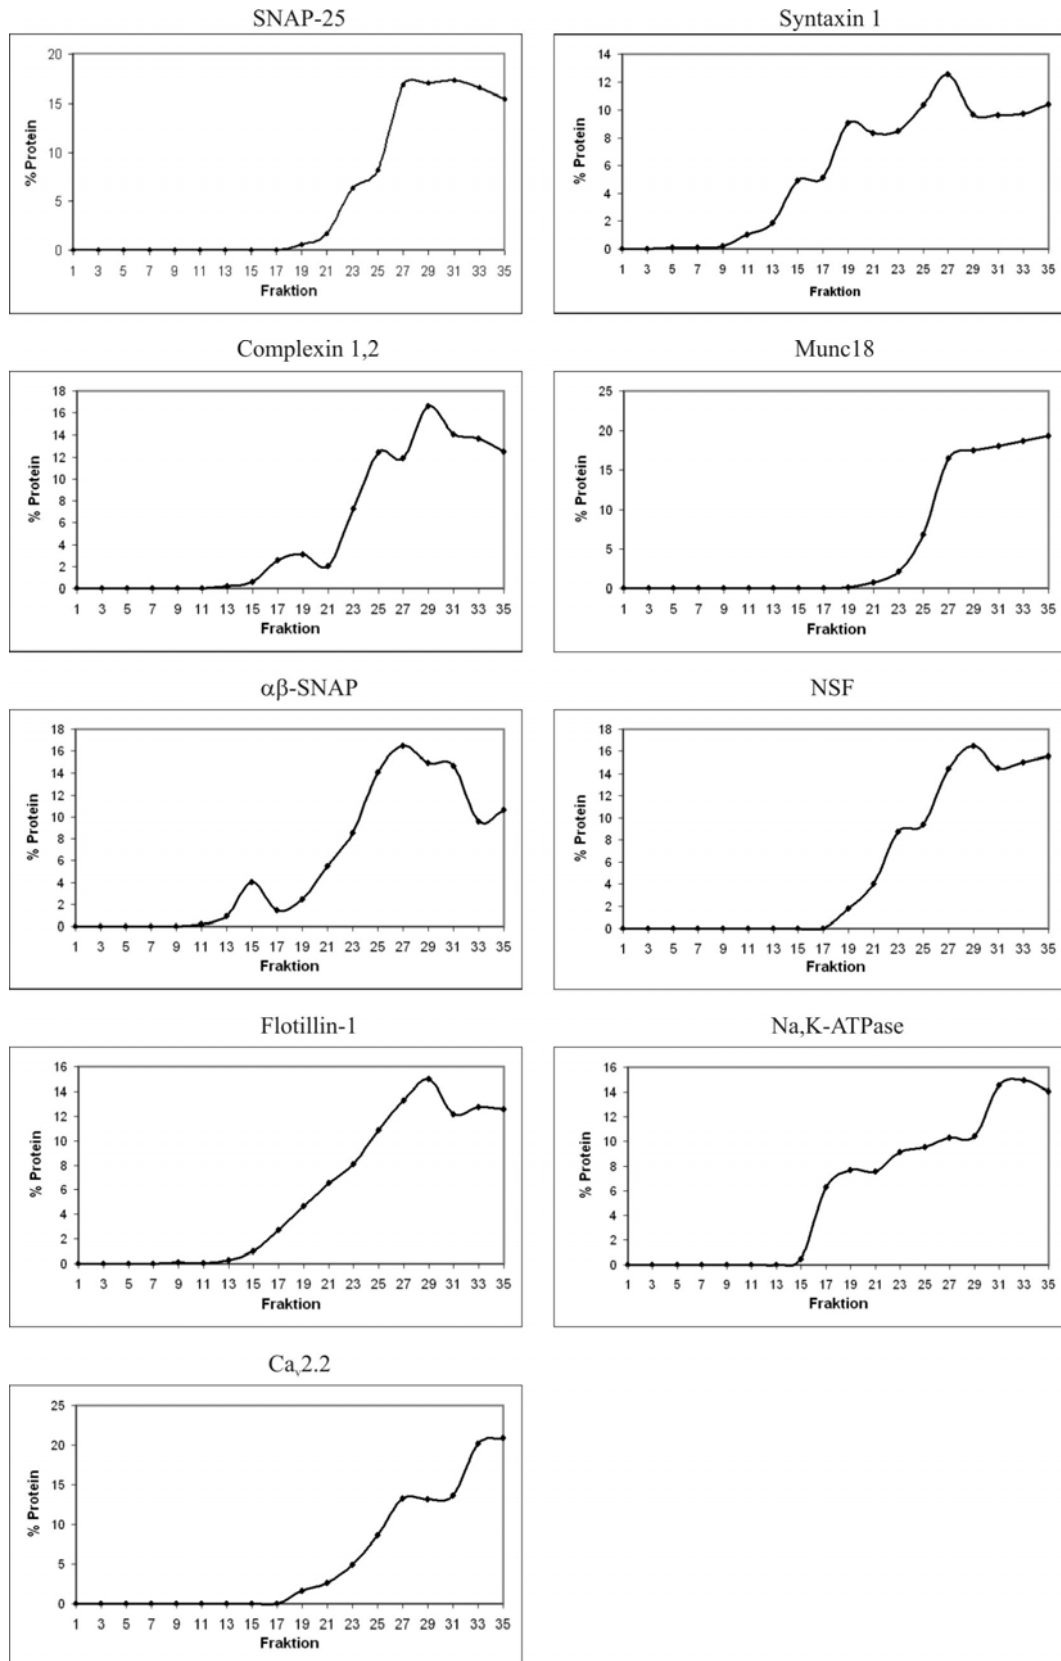 SNAP-25
20
15
10
5
0
% Protein
1 3 5 7 9 11 13 15 17 19 21 23 25 27 29 31 33 35
Fraktion
Syntaxin 1
14
12
10
8
6
4
2
0
% Protein
1 3 5 7 9 11 13 15 17 19 21 23 25 27 29 31 33 35
Fraktion
Complexin 1,2
18
16
14
12
10
8
6
4
2
0
% Protein
1 3 5 7 9 11 13 15 17 19 21 23 25 27 29 31 33 35
Fraktion
Munc18
25
20
15
10
5
0
% Protein
1 3 5 7 9 11 13 15 17 19 21 23 25 27 29 31 33 35
Fraktion
αβ-SNAP
18
16
14
12
10
8
6
4
2
0
% Protein
1 3 5 7 9 11 13 15 17 19 21 23 25 27 29 31 33 35
Fraktion
NSF
18
16
14
12
10
8
6
4
2
0
% Protein
1 3 5 7 9 11 13 15 17 19 21 23 25 27 29 31 33 35
Fraktion
Flotillin-1
16
14
12
10
8
6
4
2
0
% Protein
1 3 5 7 9 11 13 15 17 19 21 23 25 27 29 31 33 35
Fraktion
Na,K-ATPase
16
14
12
10
8
6
4
2
0
% Protein
1 3 5 7 9 11 13 15 17 19 21 23 25 27 29 31 33 35
Fraktion
Caᵥ2.2
25
20
15
10
5
0
% Protein
1 3 5 7 9 11 13 15 17 19 21 23 25 27 29 31 33 35
Fraktion